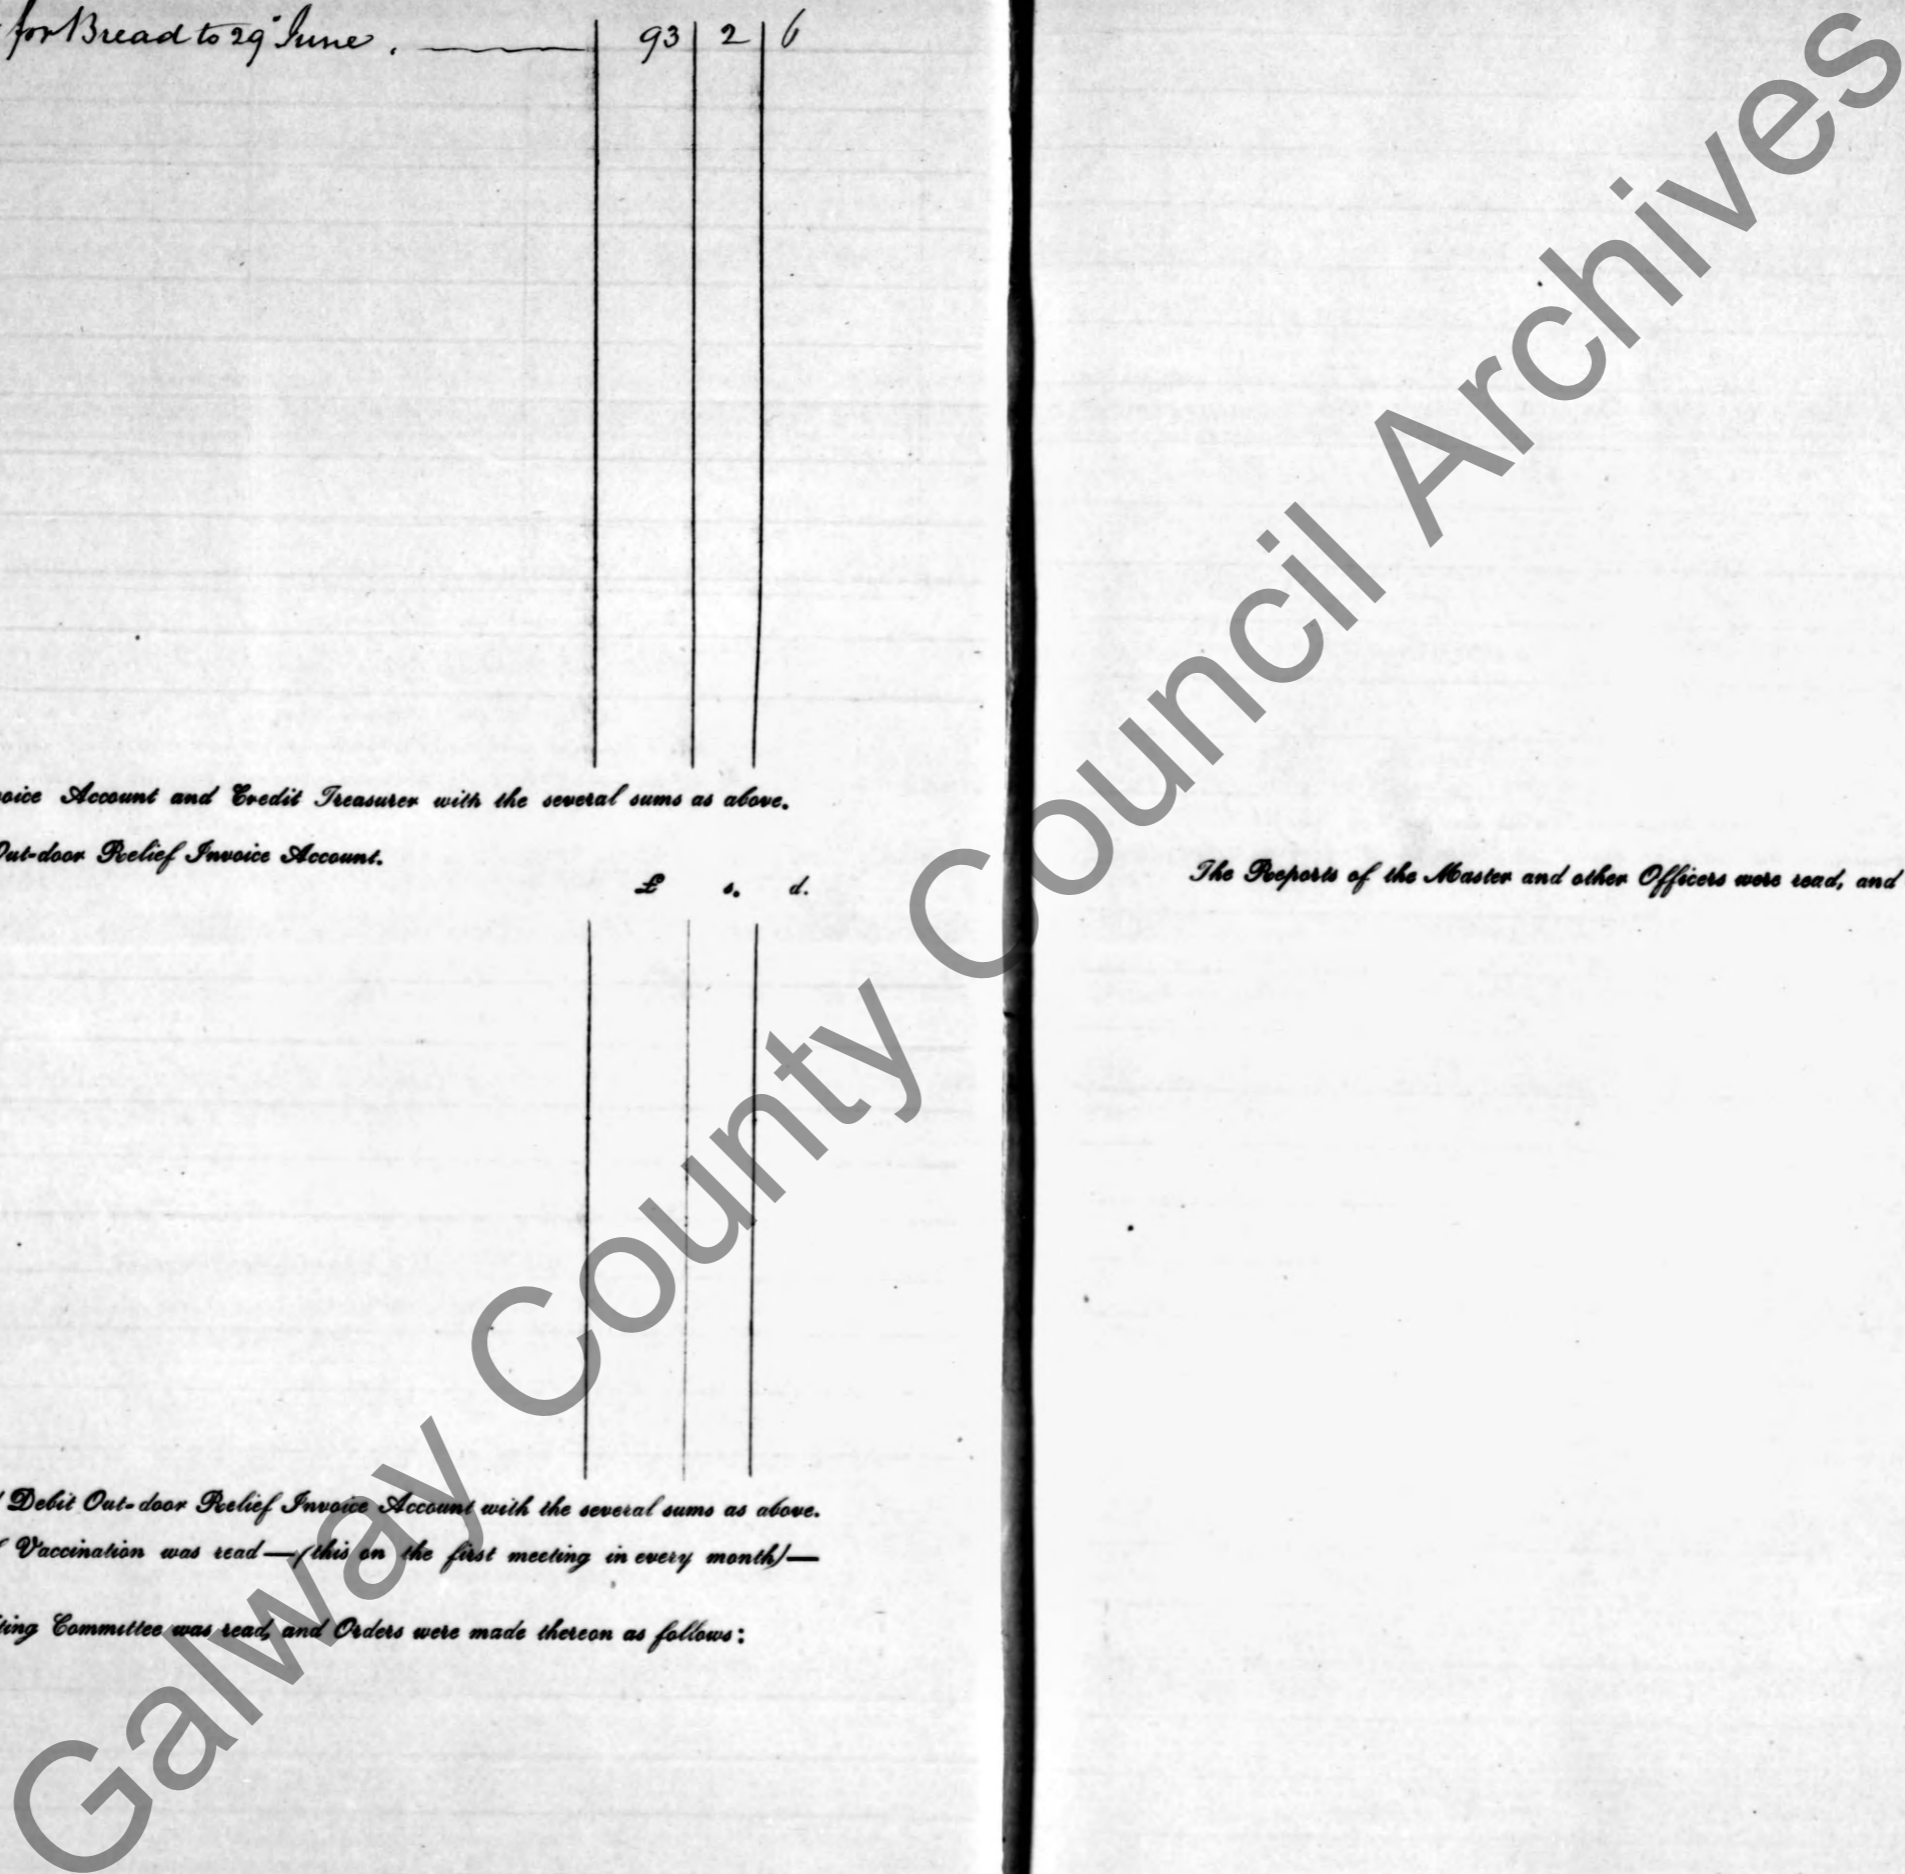 for Bread to 29" June. — 93 2 6
Account and Credit Treasurer with the several sums as above.
Out-door Relief Invoice Account.
£ s. d.
Debit Out-door Relief Invoice Account with the several sums as above.
Vaccination was read—(this on the first meeting in every month)—
Committee was read, and Orders were made thereon as follows:
The Reports of the Master and other Officers were read, and
Galway County Council Archives